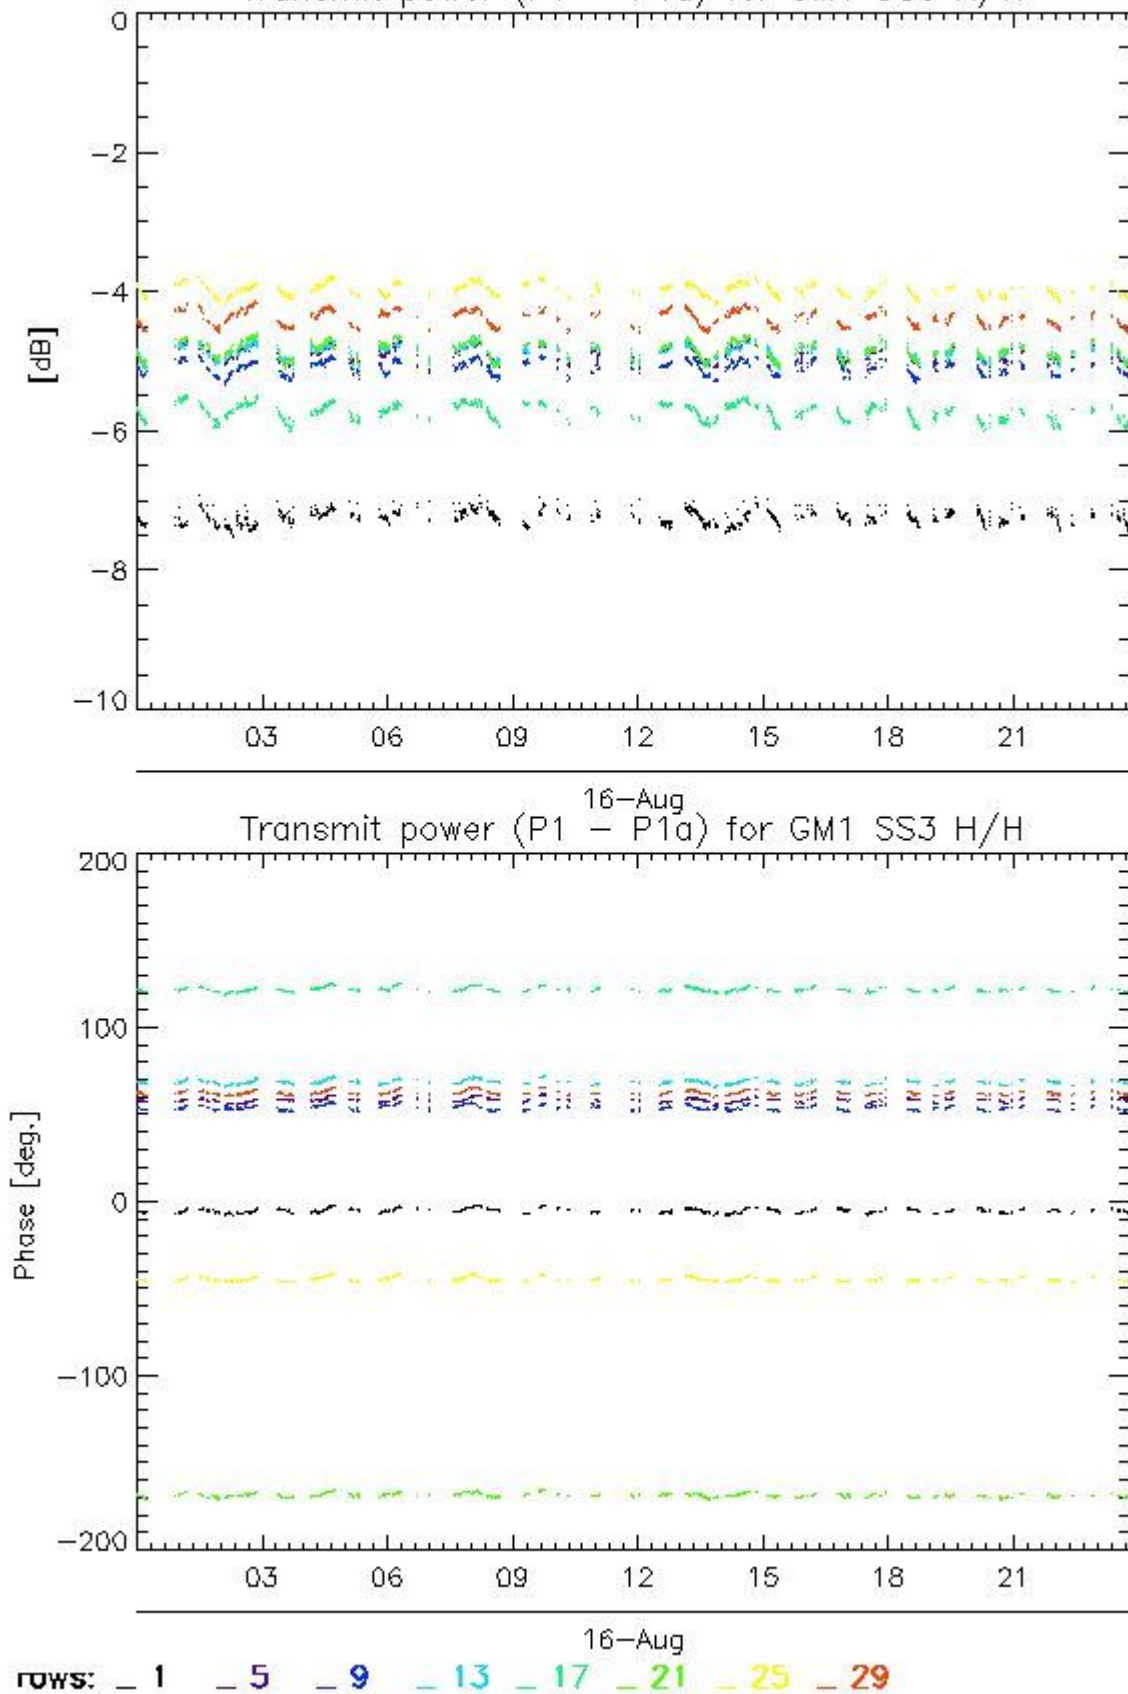 0
−2
−4
−6
−8
−10
[dB]
03 06 09 12 15 18 21
16−Aug
Transmit power (P1 − P1a) for GM1 SS3 H/H
200
100
0
−100
−200
Phase [deg.]
03 06 09 12 15 18 21
16−Aug
rows: _ 1 _ 5 _ 9 _ 13 _ 17 _ 21 _ 25 _ 29